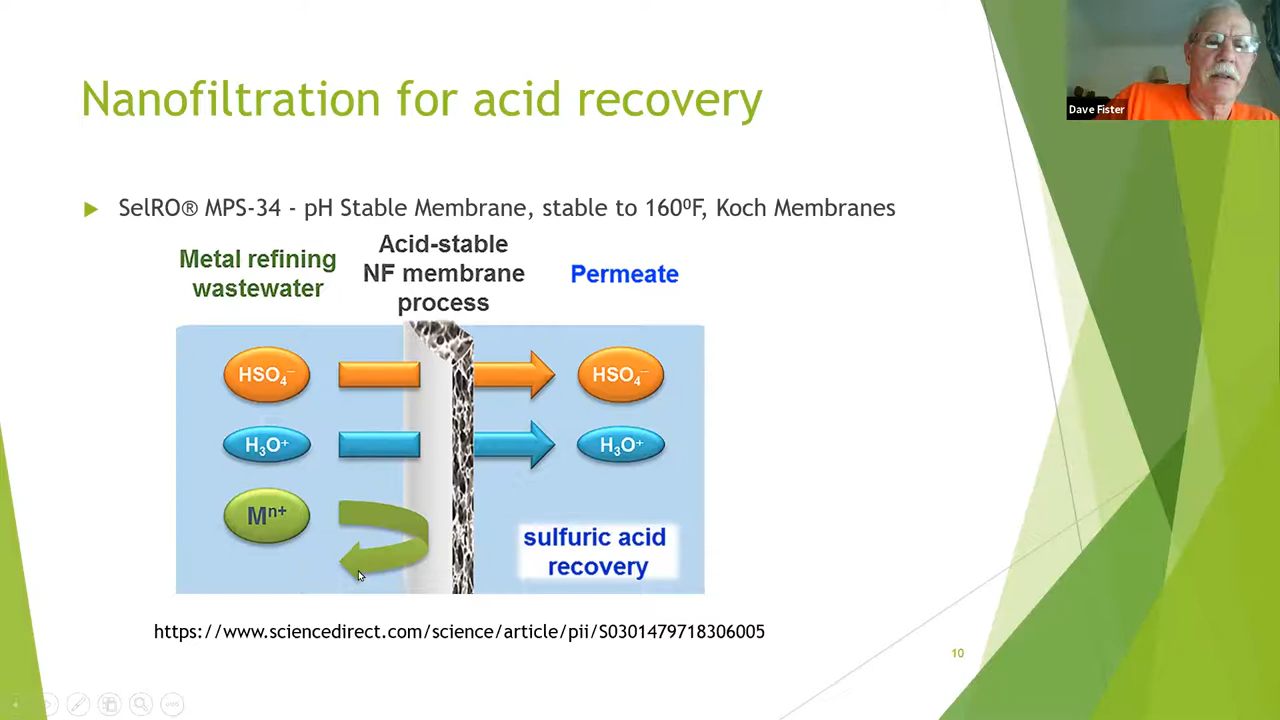 Nanofiltration for acid recovery
Dave Fister
SelRO® MPS-34 - pH Stable Membrane, stable to 160⁰F, Koch Membranes
Metal refining
wastewater
Acid-stable
NF membrane
process
Permeate
HSO₄⁻
HSO₄⁻
H₃O⁺
H₃O⁺
Mⁿ⁺
sulfuric acid
recovery
https://www.sciencedirect.com/science/article/pii/S0301479718306005
10